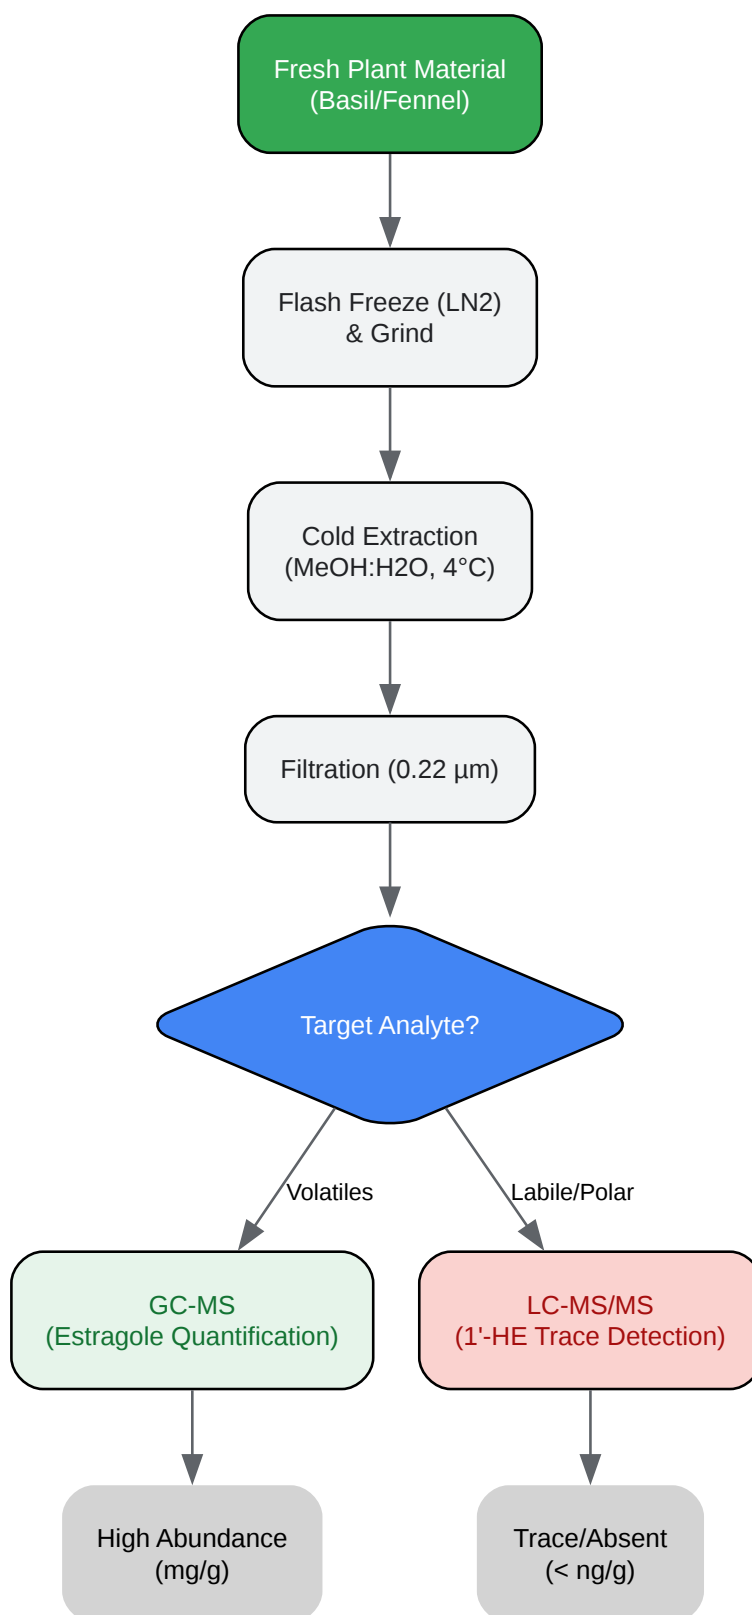 Fresh Plant Material
(Basil/Fennel)
Flash Freeze (LN2)
& Grind
Cold Extraction
(MeOH:H2O, 4°C)
Filtration (0.22 µm)
Target Analyte?
Volatiles
Labile/Polar
GC-MS
(Estragole Quantification)
LC-MS/MS
(1'-HE Trace Detection)
High Abundance
(mg/g)
Trace/Absent
(< ng/g)